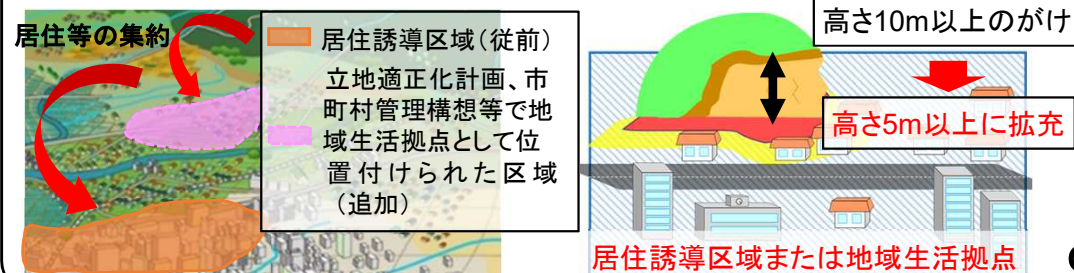 居住等の集約
居住誘導区域(従前)
立地適正化計画、市
町村管理構想等で地
域生活拠点として位
置付けられた区域
(追加)
高さ10m以上のがけ
高さ5m以上に拡充
居住誘導区域または地域生活拠点